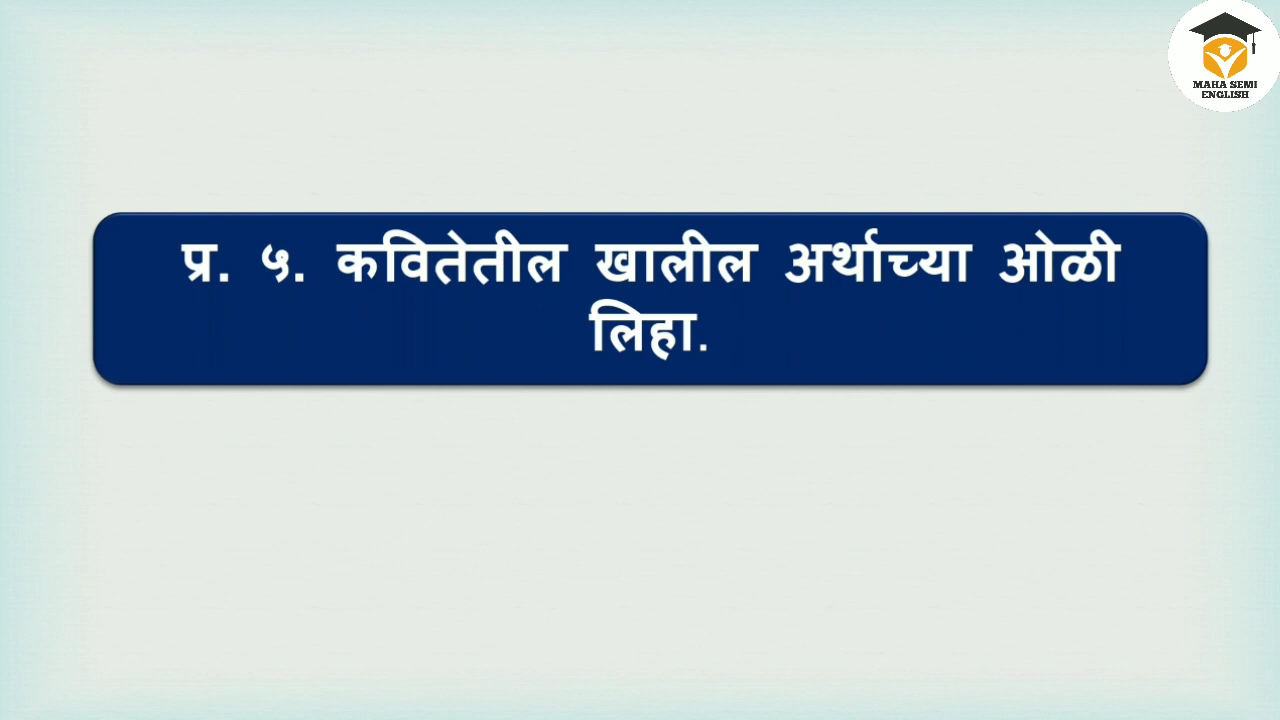 MAHA SEMI
ENGLISH
प्र. ५. कवितेतील खालील अर्थाच्या ओळी
लिहा.